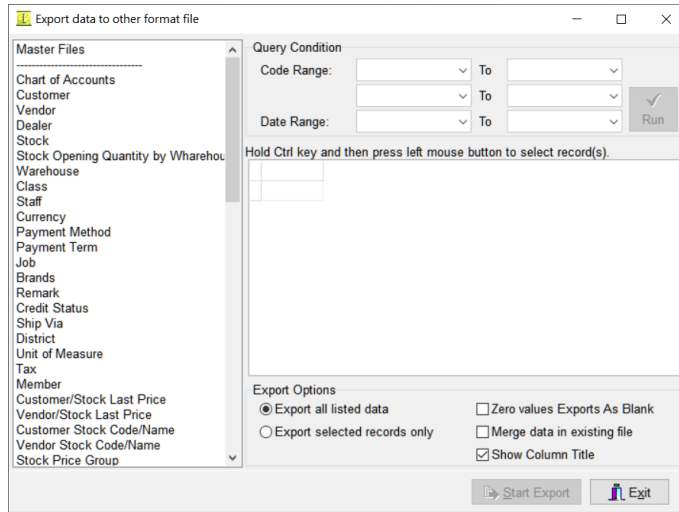 Export data to other format file
Master Files
---------------------------------
Chart of Accounts
Customer
Vendor
Dealer
Stock
Stock Opening Quantity by Wharehou
Warehouse
Class
Staff
Currency
Payment Method
Payment Term
Job
Brands
Remark
Credit Status
Ship Via
District
Unit of Measure
Tax
Member
Customer/Stock Last Price
Vendor/Stock Last Price
Customer Stock Code/Name
Vendor Stock Code/Name
Stock Price Group
Query Condition
Code Range: To
To
Date Range: To
Run
Hold Ctrl key and then press left mouse button to select record(s).
Export Options
Export all listed data
Zero values Exports As Blank
Export selected records only
Merge data in existing file
Show Column Title
Start Export
Exit